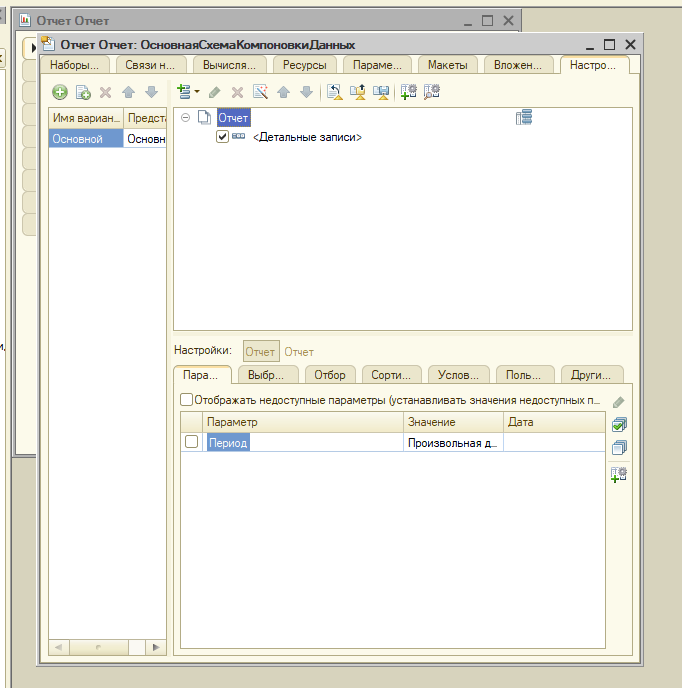 Отчет Отчет
Отчет Отчет: ОсновнаяСхемаКомпоновкиДанных
Наборы... Связи н... Вычисля... Ресурсы Параме... Макеты Вложен... Настро...
Имя вариан... Предста
Основной Основн
Отчет
<Детальные записи>
Настройки: Отчет Отчет
Пара... Выбр... Отбор Сорти... Услов... Поль... Други...
Отображать недоступные параметры (устанавливать значения недоступных п...
Параметр Значение Дата
Период Произвольная д...